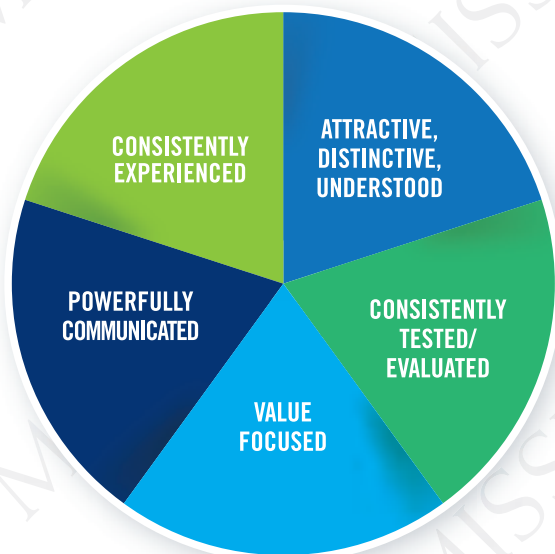 ATTRACTIVE,
DISTINCTIVE,
UNDERSTOOD
CONSISTENTLY
TESTED/
EVALUATED
VALUE
FOCUSED
POWERFULLY
COMMUNICATED
CONSISTENTLY
EXPERIENCED